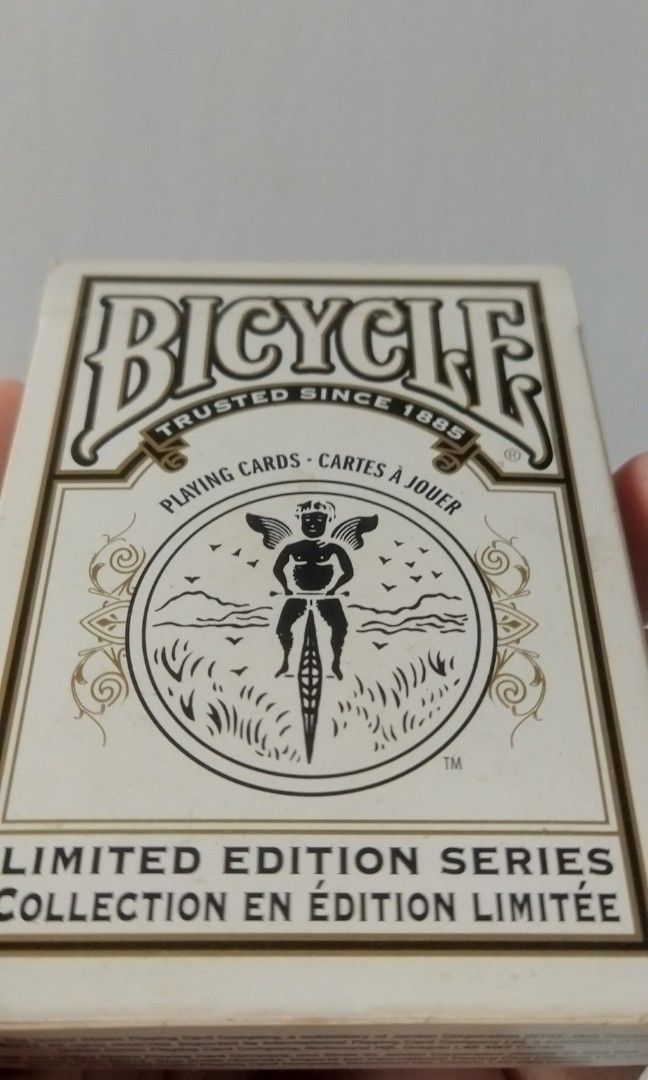 BICYCLE
®
TRUSTED SINCE 1885
PLAYING CARDS · CARTES À JOUER
TM
LIMITED EDITION SERIES
COLLECTION EN ÉDITION LIMITÉE